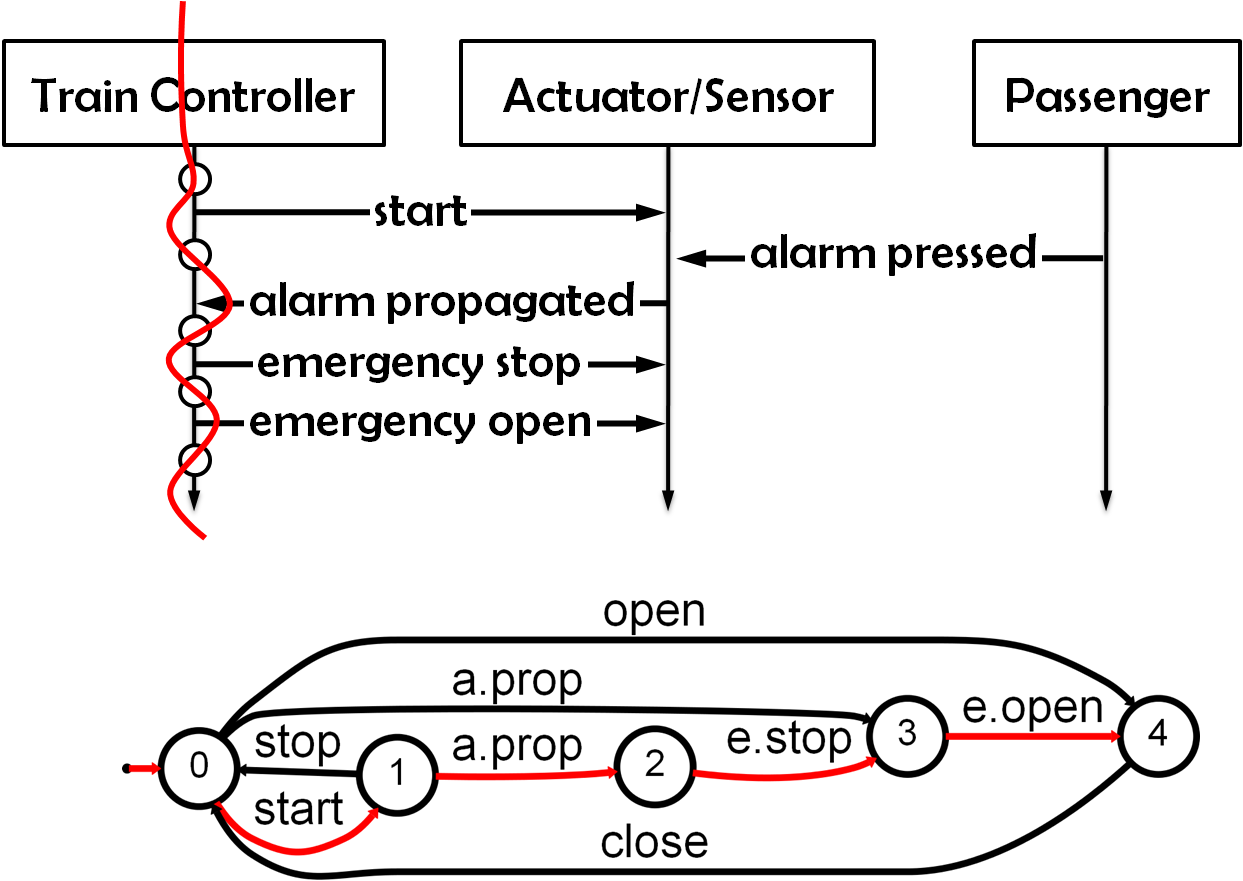 Train Controller
Actuator/Sensor
Passenger
start
alarm pressed
alarm propagated
emergency stop
emergency open
open
a.prop
e.open
stop
a.prop
e.stop
3
4
0
1
2
start
close